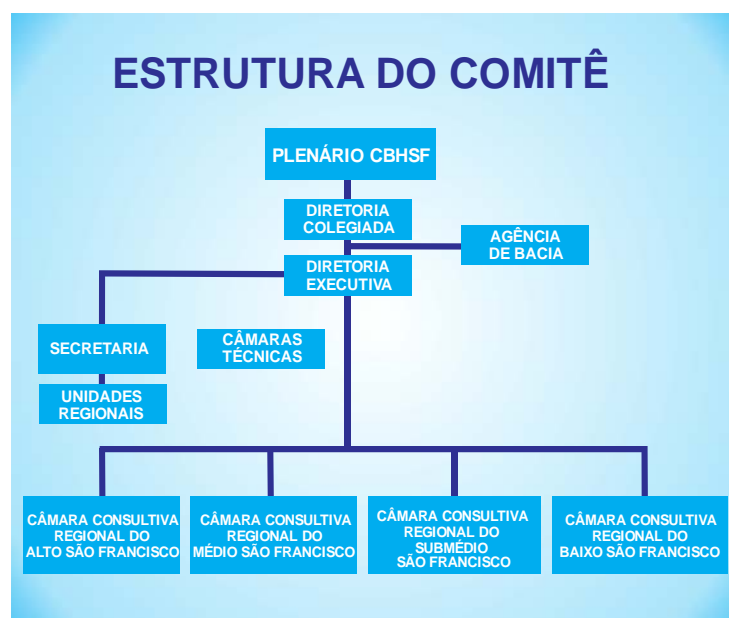 ESTRUTURA DO COMITÊ
PLENÁRIO CBHSF
DIRETORIA
COLEGIADA
AGÊNCIA
DE BACIA
DIRETORIA
EXECUTIVA
SECRETARIA
CÂMARAS
TÉCNICAS
UNIDADES
REGIONAIS
CÂMARA CONSULTIVA
REGIONAL DO
ALTO SÃO FRANCISCO
CÂMARA CONSULTIVA
REGIONAL DO
MÉDIO SÃO FRANCISCO
CÂMARA CONSULTIVA
REGIONAL DO
SUBMÉDIO
SÃO FRANCISCO
CÂMARA CONSULTIVA
REGIONAL DO
BAIXO SÃO FRANCISCO